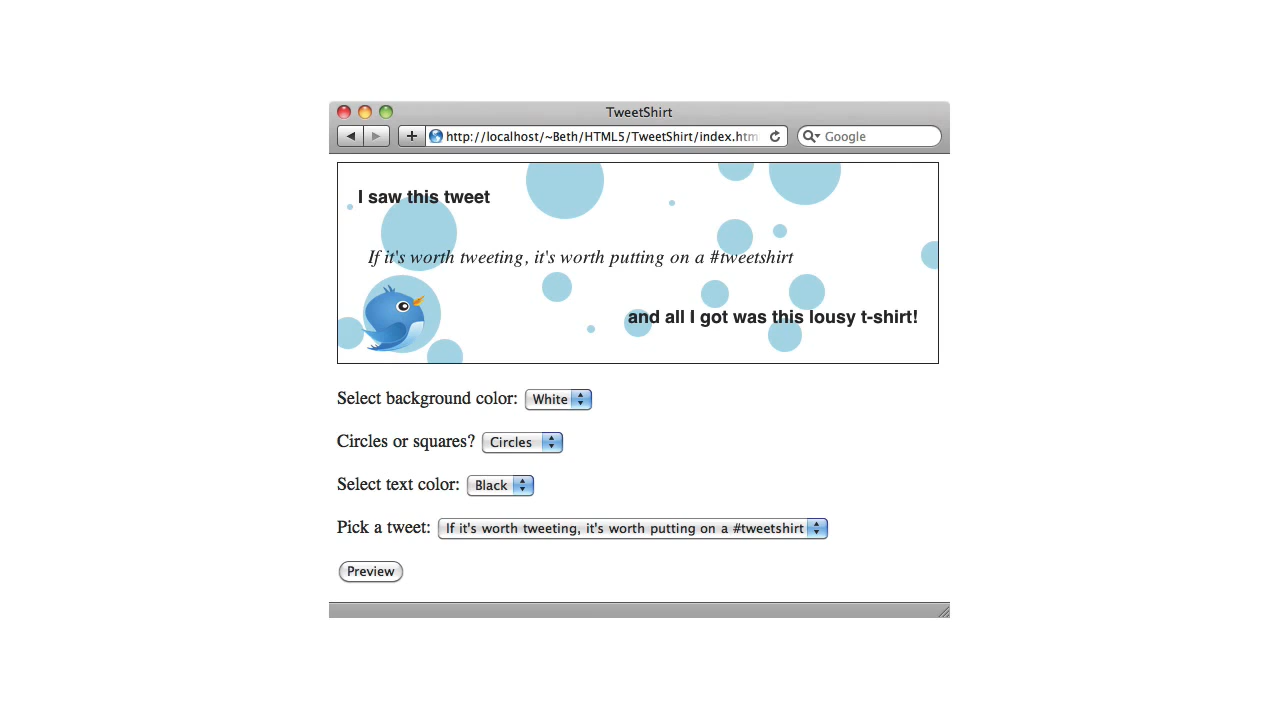 TweetShirt
http://localhost/~Beth/HTML5/TweetShirt/index.htm
Google
I saw this tweet
If it's worth tweeting, it's worth putting on a #tweetshirt
and all I got was this lousy t-shirt!
Select background color: White
Circles or squares? Circles
Select text color: Black
Pick a tweet: If it's worth tweeting, it's worth putting on a #tweetshirt
Preview